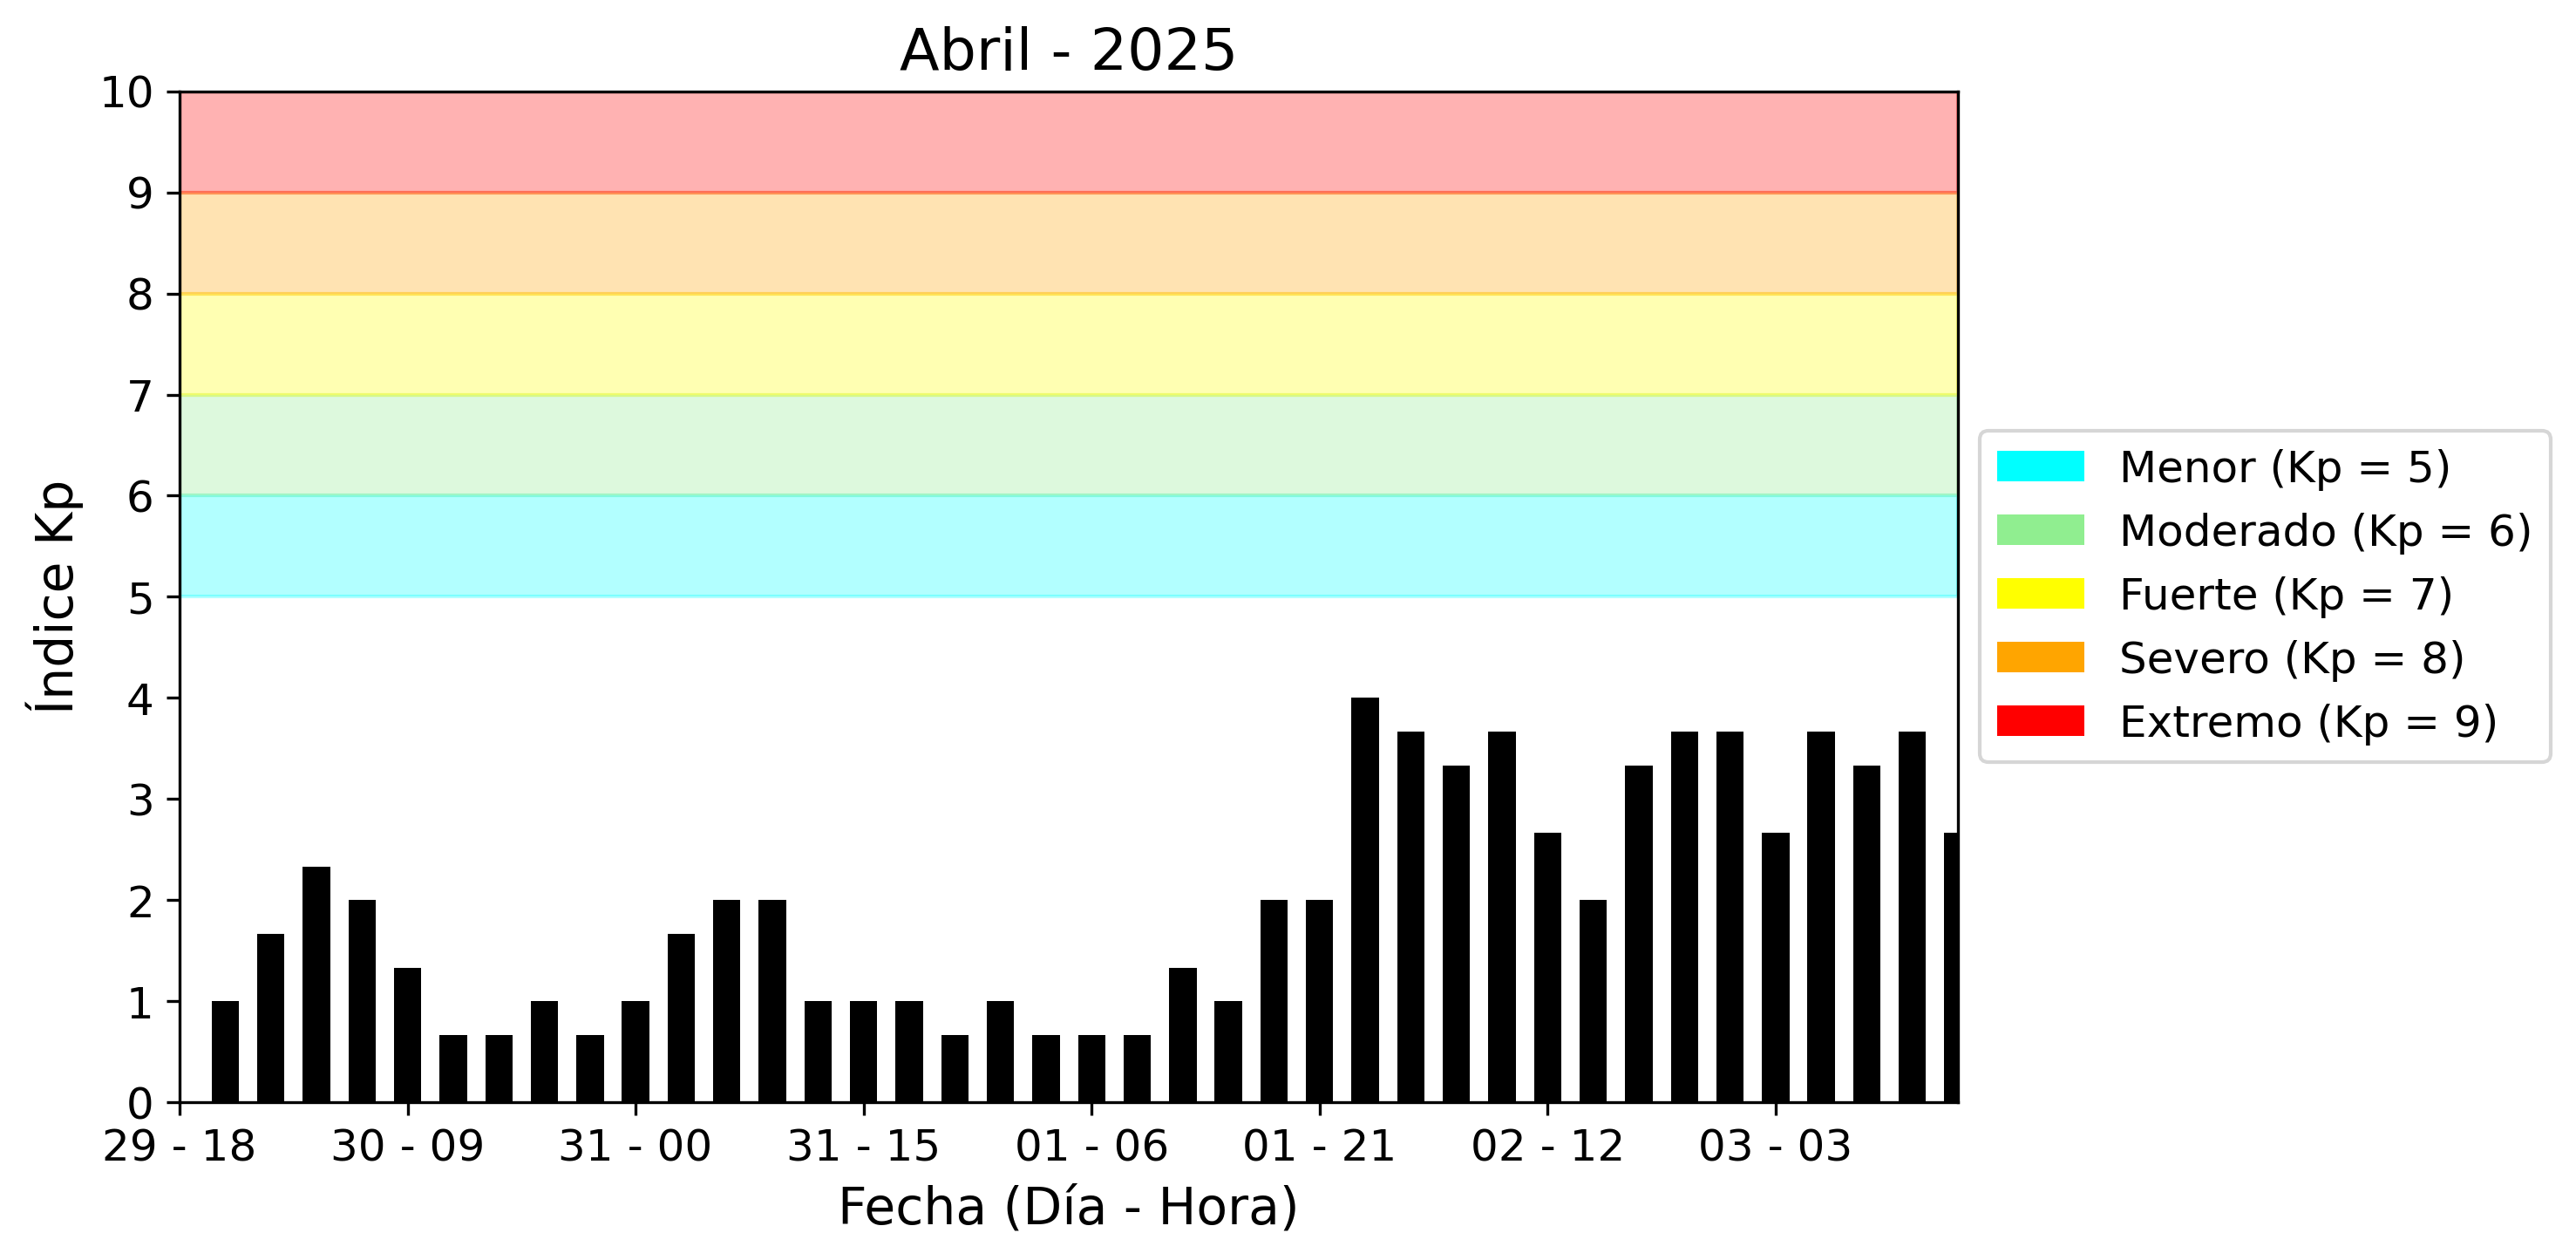 Abril - 2025
10
9
8
7
6
5
4
3
2
1
0
Índice Kp
29 - 18
30 - 09
31 - 00
31 - 15
01 - 06
01 - 21
02 - 12
03 - 03
Fecha (Día - Hora)
Menor (Kp = 5)
Moderado (Kp = 6)
Fuerte (Kp = 7)
Severo (Kp = 8)
Extremo (Kp = 9)